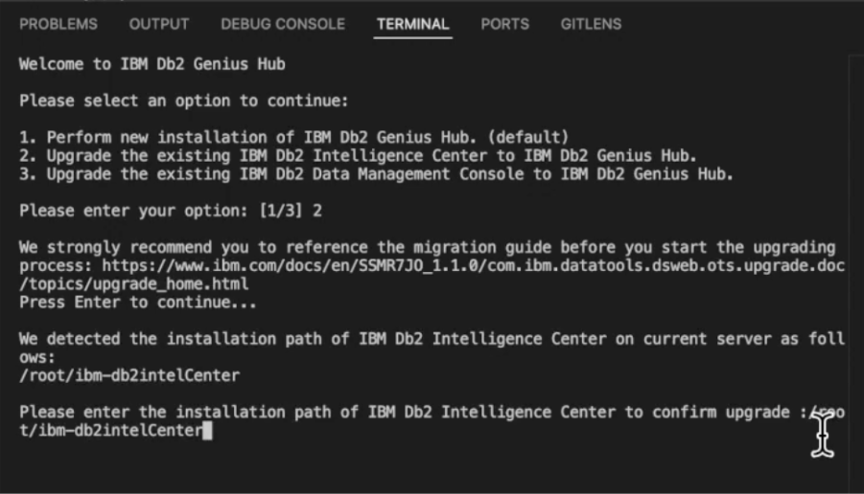 PROBLEMS OUTPUT DEBUG CONSOLE TERMINAL PORTS GITLENS
Welcome to IBM Db2 Genius Hub
Please select an option to continue:
1. Perform new installation of IBM Db2 Genius Hub. (default)
2. Upgrade the existing IBM Db2 Intelligence Center to IBM Db2 Genius Hub.
3. Upgrade the existing IBM Db2 Data Management Console to IBM Db2 Genius Hub.
Please enter your option: [1/3] 2
We strongly recommend you to reference the migration guide before you start the upgrading
process: https://www.ibm.com/docs/en/SSMR7JO_1.1.0/com.ibm.datatools.dsweb.ots.upgrade.doc
/topics/upgrade_home.html
Press Enter to continue...
We detected the installation path of IBM Db2 Intelligence Center on current server as foll
ows:
/root/ibm-db2intelCenter
Please enter the installation path of IBM Db2 Intelligence Center to confirm upgrade :/roo
t/ibm-db2intelCenter